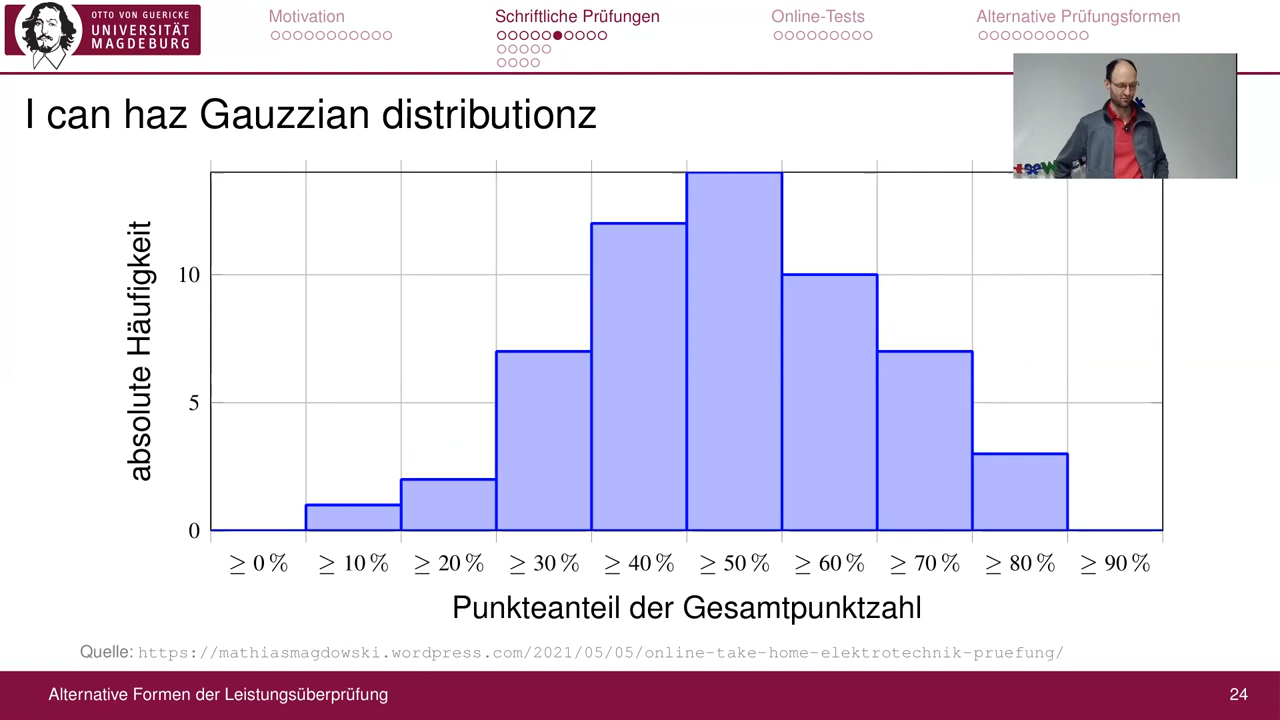 OTTO VON GUERICKE
UNIVERSITÄT
MAGDEBURG
Motivation
Schriftliche Prüfungen
Online-Tests
Alternative Prüfungsformen
I can haz Gauzzian distributionz
absolute Häufigkeit
10
5
0
≥ 0 %
≥ 10 %
≥ 20 %
≥ 30 %
≥ 40 %
≥ 50 %
≥ 60 %
≥ 70 %
≥ 80 %
≥ 90 %
Punkteanteil der Gesamtpunktzahl
Quelle: https://mathiasmagdowski.wordpress.com/2021/05/05/online-take-home-elektrotechnik-pruefung/
Alternative Formen der Leistungsüberprüfung
24